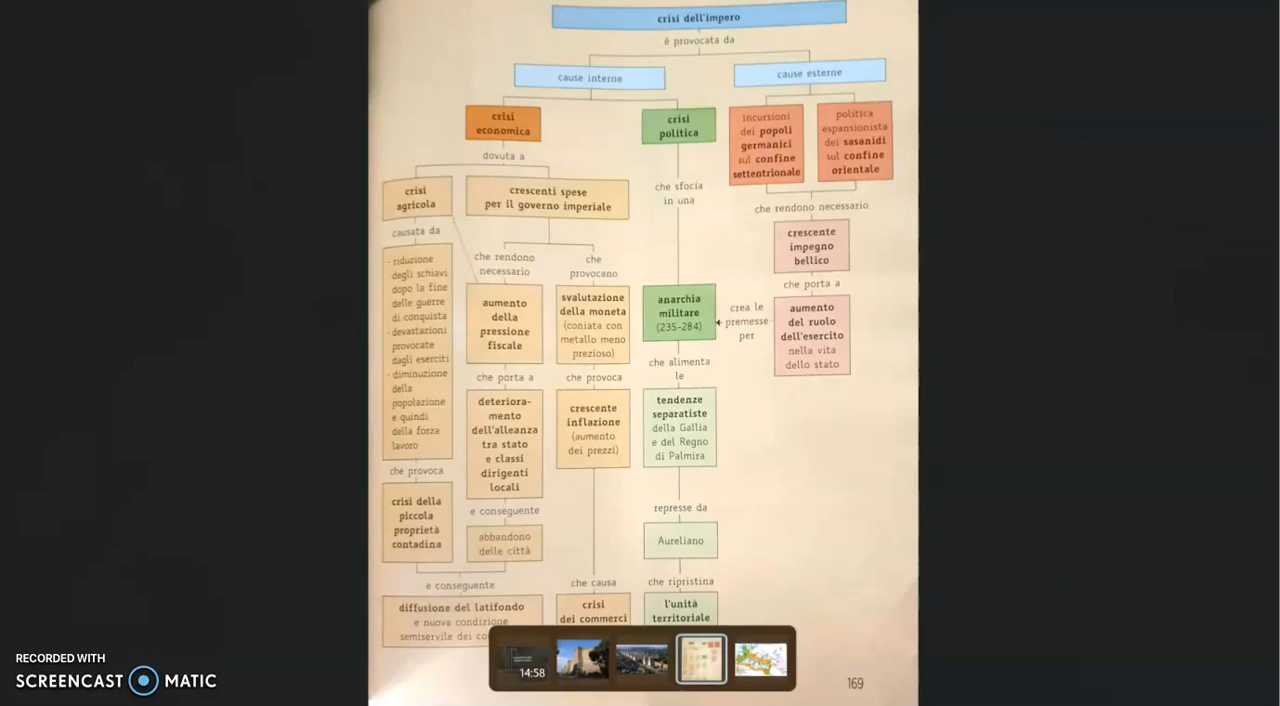 crisi dell'impero
è provocata da
cause interne
cause esterne
crisi
economica
crisi
politica
incursioni
dei popoli
germanici
sul confine
settentrionale
politica
espansionista
dei sasanidi
sul confine
orientale
dovuta a
crisi
agricola
crescenti spese
per il governo imperiale
che sfocia
in una
che rendono necessario
crescente
impegno
bellico
causata da
- riduzione
degli schiavi
dopo la fine
delle guerre
di conquista
- devastazioni
provocate
dagli eserciti
- diminuzione
della
popolazione
e quindi
della forza
lavoro
che rendono
necessario
che
provocano
che porta a
aumento
della
pressione
fiscale
svalutazione
della moneta
(coniata con
metallo meno
prezioso)
anarchia
militare
(235-284)
crea le
premesse
per
aumento
del ruolo
dell'esercito
nella vita
dello stato
che porta a
che provoca
che alimenta
le
deteriora-
mento
dell'alleanza
tra stato
e classi
dirigenti
locali
crescente
inflazione
(aumento
dei prezzi)
tendenze
separatiste
della Gallia
e del Regno
di Palmira
che provoca
crisi della
piccola
proprietà
contadina
e conseguente
abbandono
delle città
represse da
Aureliano
e conseguente
che causa
che ripristina
diffusione del latifondo
e nuova condizione
semiservile dei
crisi
dei commerci
l'unità
territoriale
14:58
169
RECORDED WITH
SCREENCAST MATIC